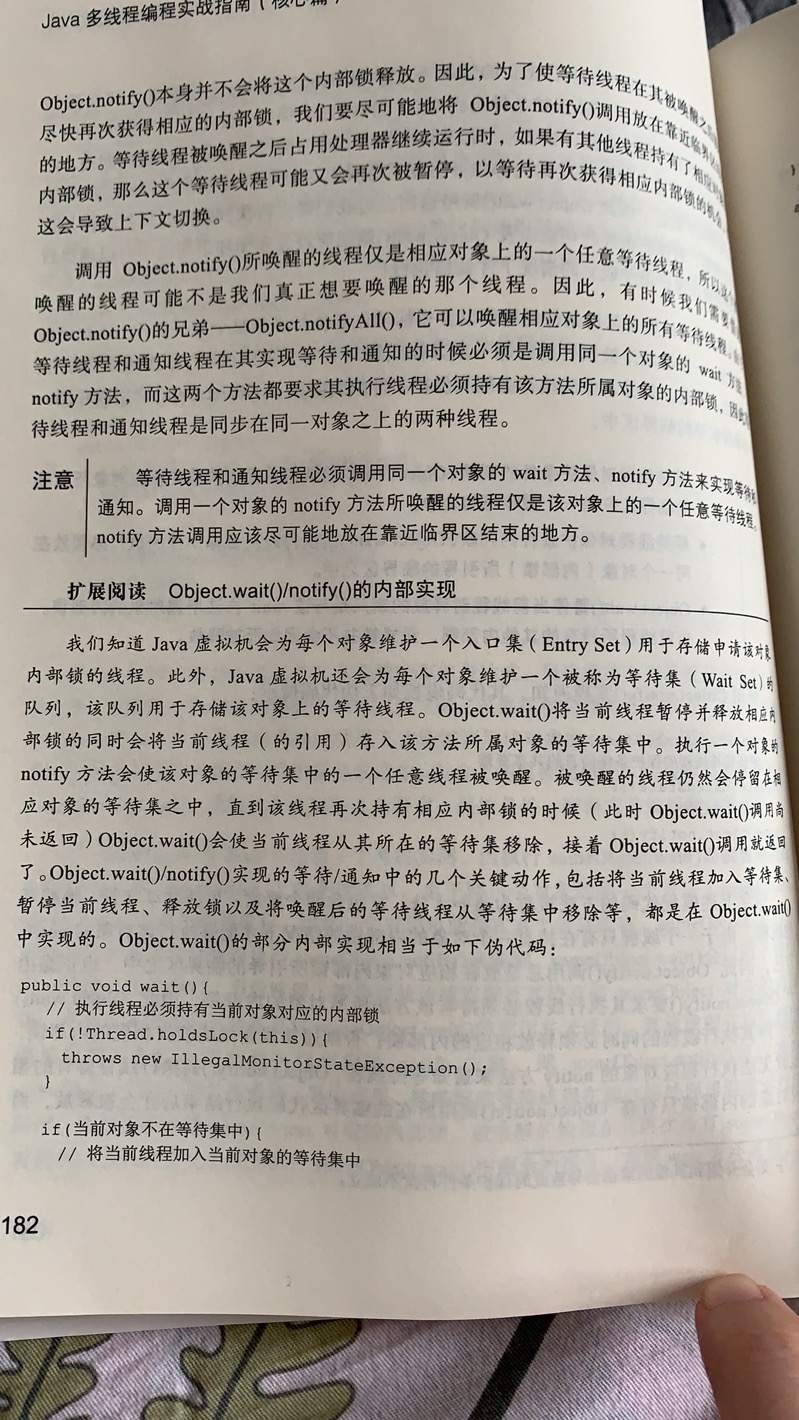 Java 多线程编程实战指南（核心篇）
Object.notify()本身并不会将这个内部锁释放。因此，为了使等待线程在其被唤醒之
尽快再次获得相应的内部锁，我们要尽可能地将 Object.notify()调用放在靠近临界
的地方。等待线程被唤醒之后占用处理器继续运行时，如果有其他线程持有了相应对
内部锁，那么这个等待线程可能又会再次被暂停，以等待再次获得相应内部锁的机会
这会导致上下文切换。
调用 Object.notify()所唤醒的线程仅是相应对象上的一个任意等待线程，所以这
唤醒的线程可能不是我们真正想要唤醒的那个线程。因此，有时候我们需要
Object.notify()的兄弟——Object.notifyAll()，它可以唤醒相应对象上的所有等待线程。
等待线程和通知线程在其实现等待和通知的时候必须是调用同一个对象的 wait 方
notify 方法，而这两个方法都要求其执行线程必须持有该方法所属对象的内部锁，因此
待线程和通知线程是同步在同一对象之上的两种线程。
注意 等待线程和通知线程必须调用同一个对象的 wait 方法、notify 方法来实现等待和
通知。调用一个对象的 notify 方法所唤醒的线程仅是该对象上的一个任意等待线程。
notify 方法调用应该尽可能地放在靠近临界区结束的地方。
扩展阅读 Object.wait()/notify()的内部实现
我们知道 Java 虚拟机会为每个对象维护一个入口集（Entry Set）用于存储申请该对象
内部锁的线程。此外，Java 虚拟机还会为每个对象维护一个被称为等待集（Wait Set）的
队列，该队列用于存储该对象上的等待线程。Object.wait()将当前线程暂停并释放相应内
部锁的同时会将当前线程（的引用）存入该方法所属对象的等待集中。执行一个对象的
notify 方法会使该对象的等待集中的一个任意线程被唤醒。被唤醒的线程仍然会停留在相
应对象的等待集之中，直到该线程再次持有相应内部锁的时候（此时 Object.wait()调用尚
未返回）Object.wait()会使当前线程从其所在的等待集移除，接着 Object.wait()调用就返回
了。Object.wait()/notify()实现的等待/通知中的几个关键动作，包括将当前线程加入等待集、
暂停当前线程、释放锁以及将唤醒后的等待线程从等待集中移除等，都是在 Object.wait()
中实现的。Object.wait()的部分内部实现相当于如下伪代码：
public void wait(){
// 执行线程必须持有当前对象对应的内部锁
if(!Thread.holdsLock(this)){
throws new IllegalMonitorStateException();
}
if(当前对象不在等待集中){
// 将当前线程加入当前对象的等待集中
182